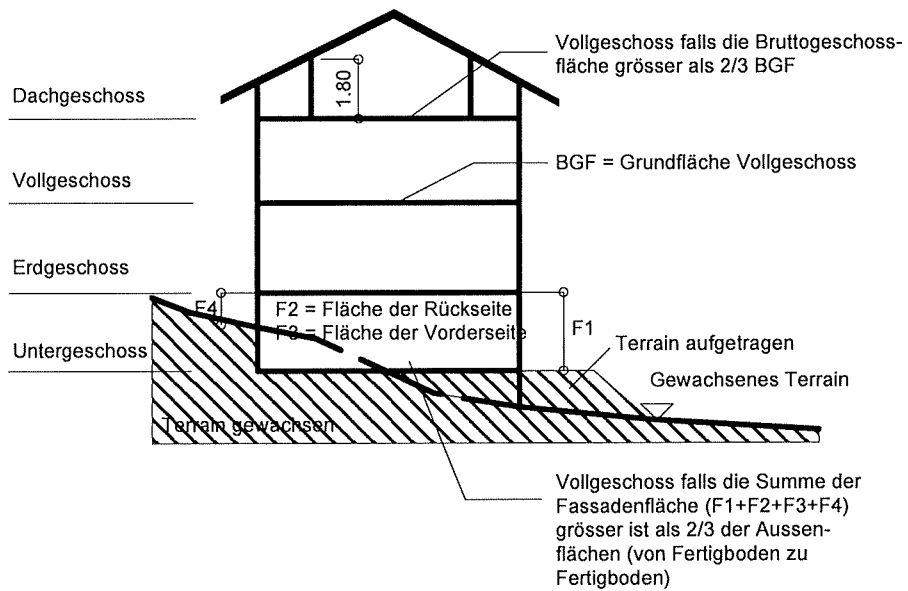 Vollgeschoss falls die Bruttogeschoss-
fläche grösser als 2/3 BGF
1.80
Dachgeschoss
BGF = Grundfläche Vollgeschoss
Vollgeschoss
Erdgeschoss
F4
F2 = Fläche der Rückseite
F3 = Fläche der Vorderseite
F1
Untergeschoss
Terrain aufgetragen
Gewachsenes Terrain
Terrain gewachsen
Vollgeschoss falls die Summe der
Fassadenfläche (F1+F2+F3+F4)
grösser ist als 2/3 der Aussen-
flächen (von Fertigboden zu
Fertigboden)